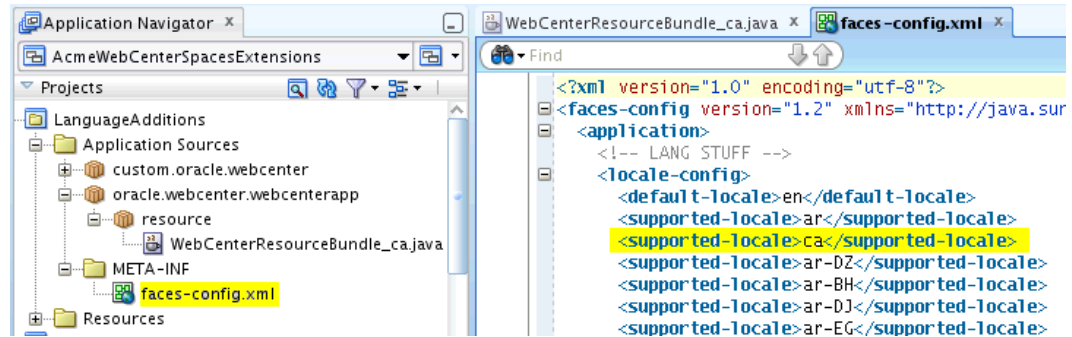 Application Navigator x
AcmeWebCenterSpacesExtensions
Projects
LanguageAdditions
Application Sources
custom.oracle.webcenter
oracle.webcenter.webcenterapp
resource
WebCenterResourceBundle_ca.java
META-INF
faces-config.xml
Resources
WebCenterResourceBundle_ca.java x
faces-config.xml x
Find
<?xml version="1.0" encoding="utf-8"?>
<faces-config version="1.2" xmlns="http://java.sur
<application>
<!-- LANG STUFF -->
<locale-config>
<default-locale>en</default-locale>
<supported-locale>ar</supported-locale>
<supported-locale>ca</supported-locale>
<supported-locale>ar-DZ</supported-locale>
<supported-locale>ar-BH</supported-locale>
<supported-locale>ar-DJ</supported-locale>
<supported-locale>ar-EG</supported-locale>